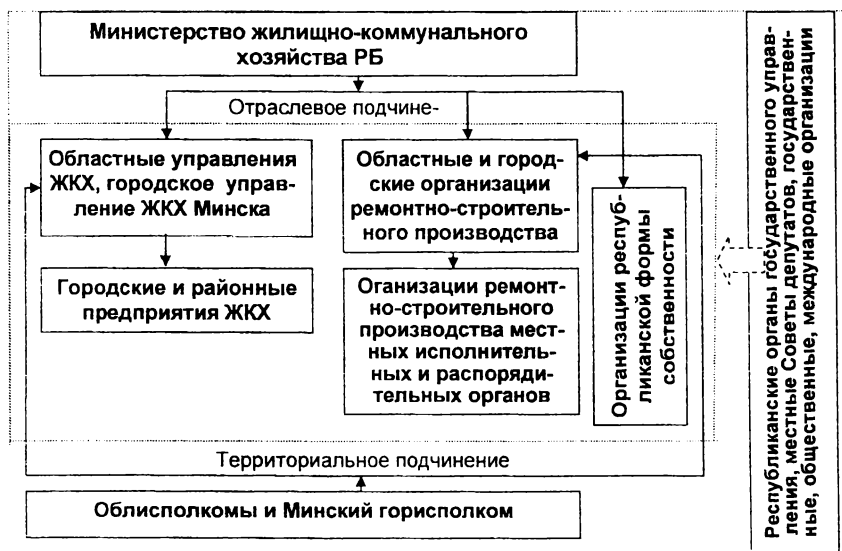 Министерство жилищно-коммунального
хозяйства РБ
Отраслевое подчине-
Областные управления
ЖКХ, городское управ-
ление ЖКХ Минска
Областные и город-
ские организации
ремонтно-строитель-
ного производства
Городские и районные
предприятия ЖКХ
Оганизации ремонт-
но-строительного
производства мест-
ных исполнитель-
ных и распоряди-
тельных органов
Организации респуб-
ликанской формы
собственности
Территориальное подчинение
Облисполкомы и Минский горисполком
Республиканские органы государственного управ-
ления, местные Советы депутатов, государствен-
ные, общественные, международные организации